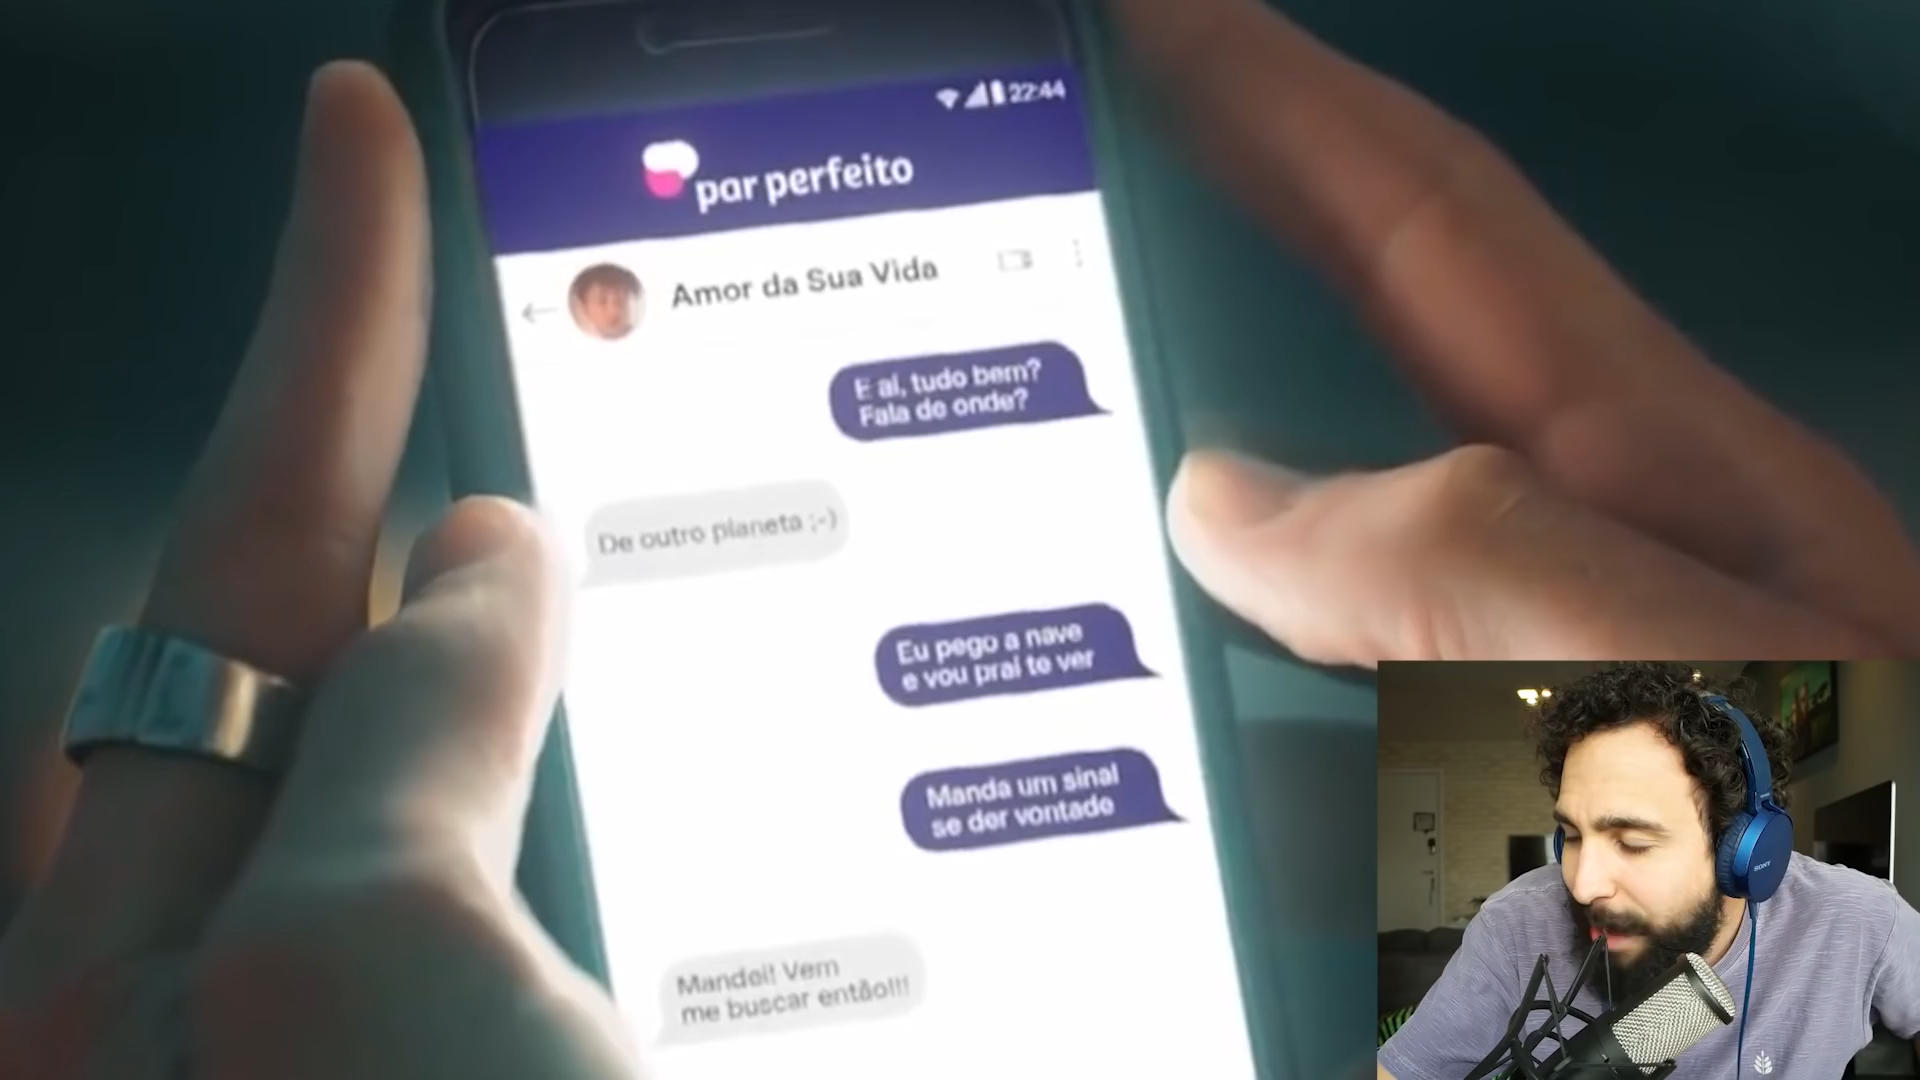 22:44
par perfeito
Amor da Sua Vida
E aí, tudo bem?
Fala de onde?
De outro planeta ;-)
Eu pego a nave
e vou praí te ver
Manda um sinal
se der vontade
Mandei! Vem
me buscar então!!!
SONY